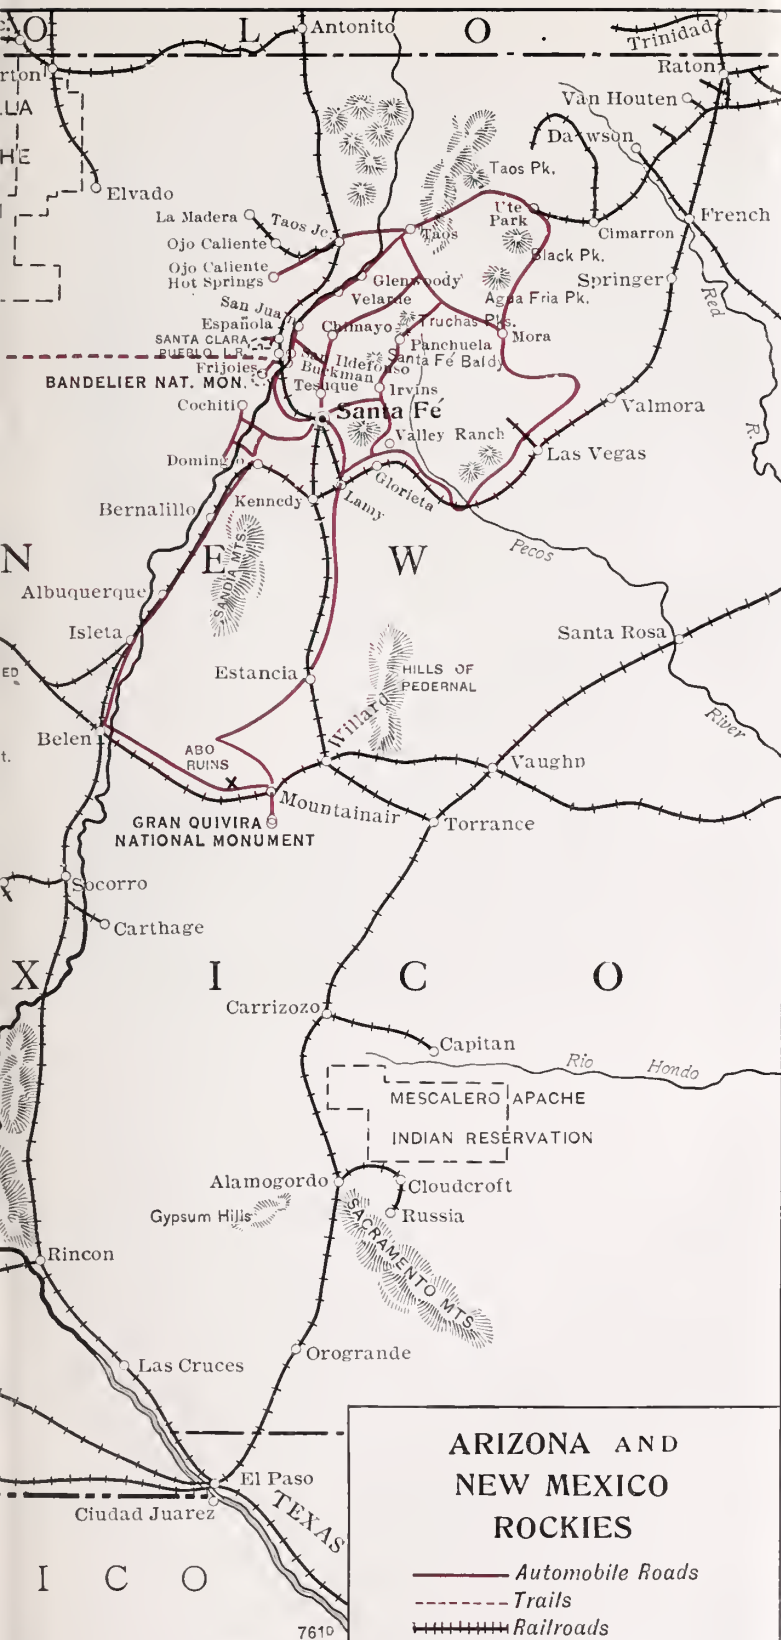 O L O
Antonito
Trinidad
rton
Raton
Van Houten
LLA
Dawson
HE
Taos Pk.
Elvado
La Madera
Taos Jc.
Ute
Park
French
Ojo Caliente
Taos
Cimarron
Black Pk.
Ojo Caliente
Hot Springs
Glenwoody
Springer
Velarde
Agua Fria Pk.
Red
San Juan
Española
Chimayo
Truchas Pks.
SANTA CLARA
PUEBLO I.R.
Panchuela
Mora
San Ildefonso
Santa Fé Baldy
Frijoles
Buckman
BANDELIER NAT. MON.
Tesuque
Irvins
Cochiti
Santa Fé
Valmora
R.
Valley Ranch
Las Vegas
Domingo
Glorieta
Kennedy
Lamy
Bernalillo
Pecos
N E W
SANDIA MTS.
Albuquerque
Isleta
Santa Rosa
ED
Estancia
HILLS OF
PEDERNAL
River
Willard
Belen
ABO
RUINS
t.
Vaughn
X
Mountainair
GRAN QUIVIRA
NATIONAL MONUMENT
Torrance
Socorro
Carthage
X I C O
Carrizozo
Capitan
Rio Hondo
MESCALERO APACHE
INDIAN RESERVATION
Alamogordo
Cloudcroft
Gypsum Hills
Russia
SACRAMENTO MTS.
Rincon
Orogrande
Las Cruces
El Paso
Ciudad Juarez
TEXAS
I C O
761D
ARIZONA AND
NEW MEXICO
ROCKIES
Automobile Roads
Trails
Railroads